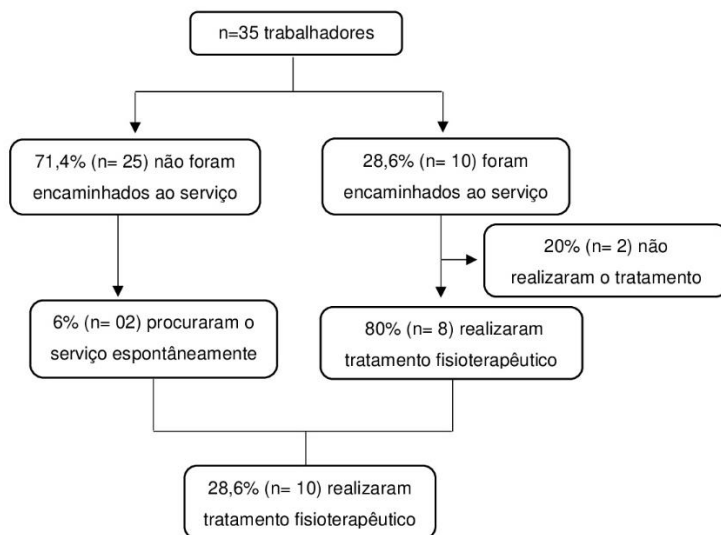 n=35 trabalhadores
71,4% (n= 25) não foram
encaminhados ao serviço
28,6% (n= 10) foram
encaminhados ao serviço
20% (n= 2) não
realizaram o tratamento
6% (n= 02) procuraram o
serviço espontâneamente
80% (n= 8) realizaram
tratamento fisioterapêutico
28,6% (n= 10) realizaram
tratamento fisioterapêutico